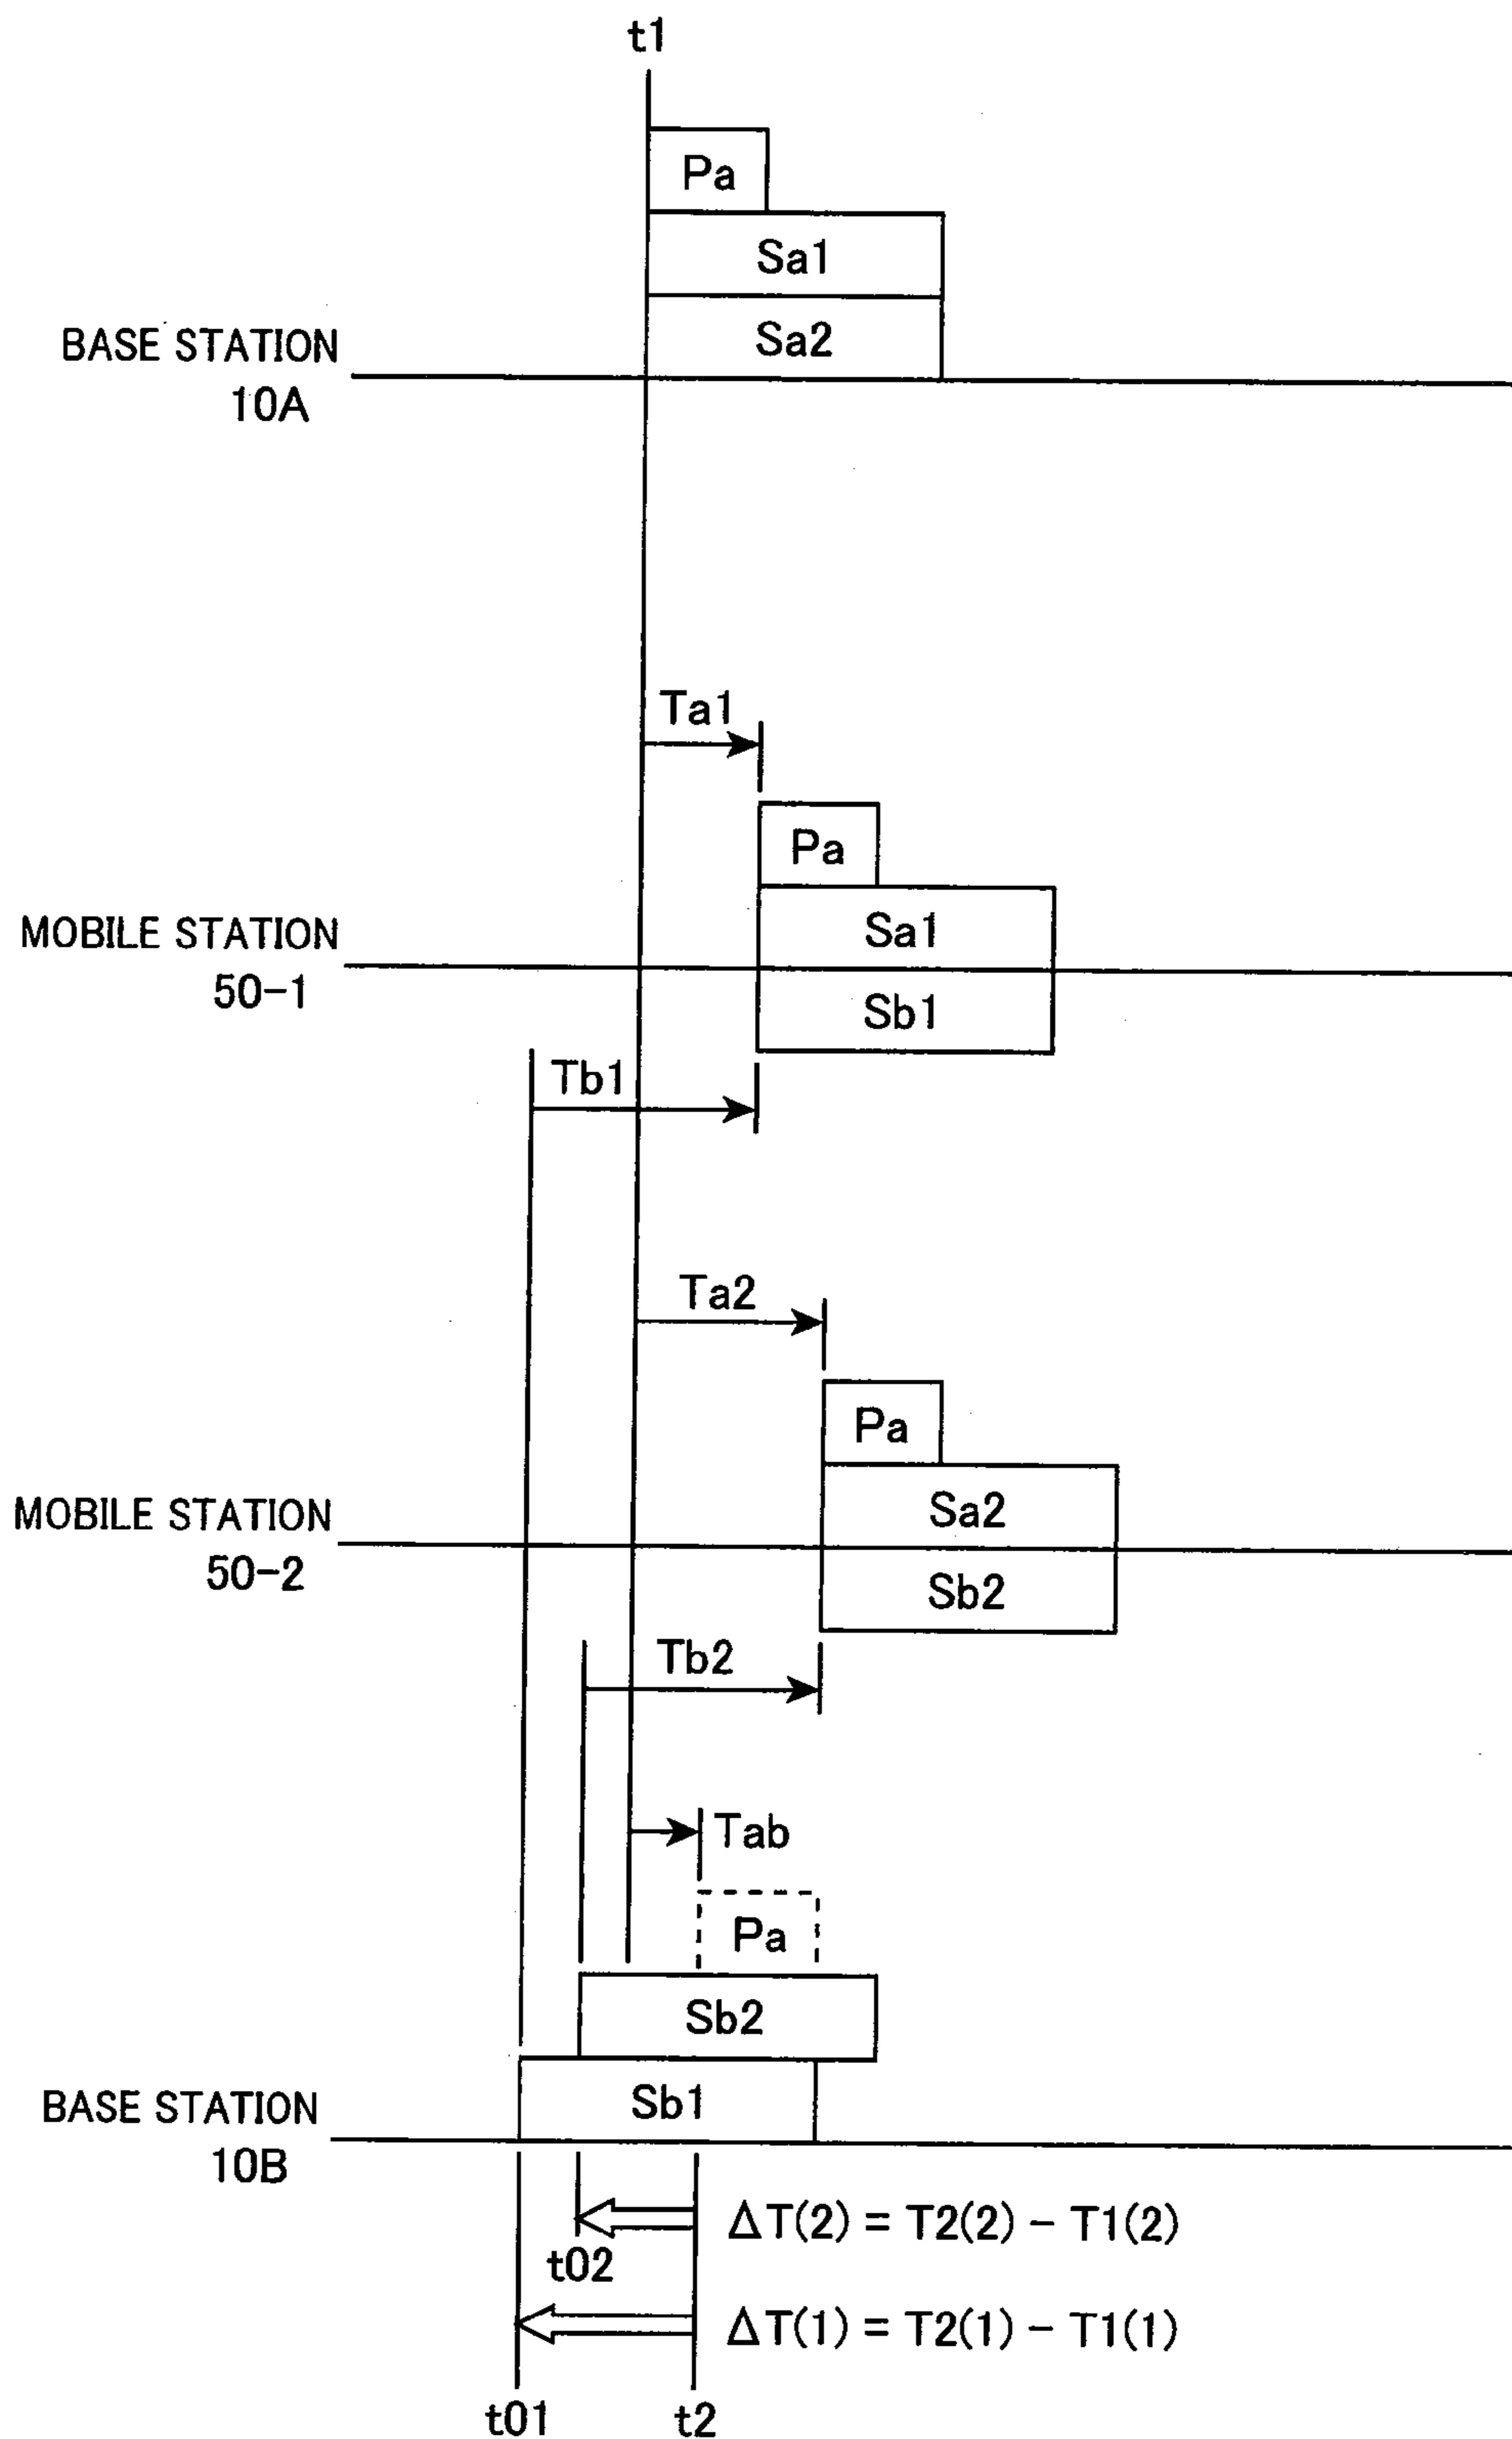 t1
Pa
Sa1
Sa2
BASE STATION
10A
Ta1
Pa
Sa1
MOBILE STATION
50-1
Sb1
Tb1
Ta2
Pa
Sa2
MOBILE STATION
50-2
Sb2
Tb2
Tab
Pa
Sb2
Sb1
BASE STATION
10B
ΔT(2) = T2(2) - T1(2)
t02
ΔT(1) = T2(1) - T1(1)
t01
t2